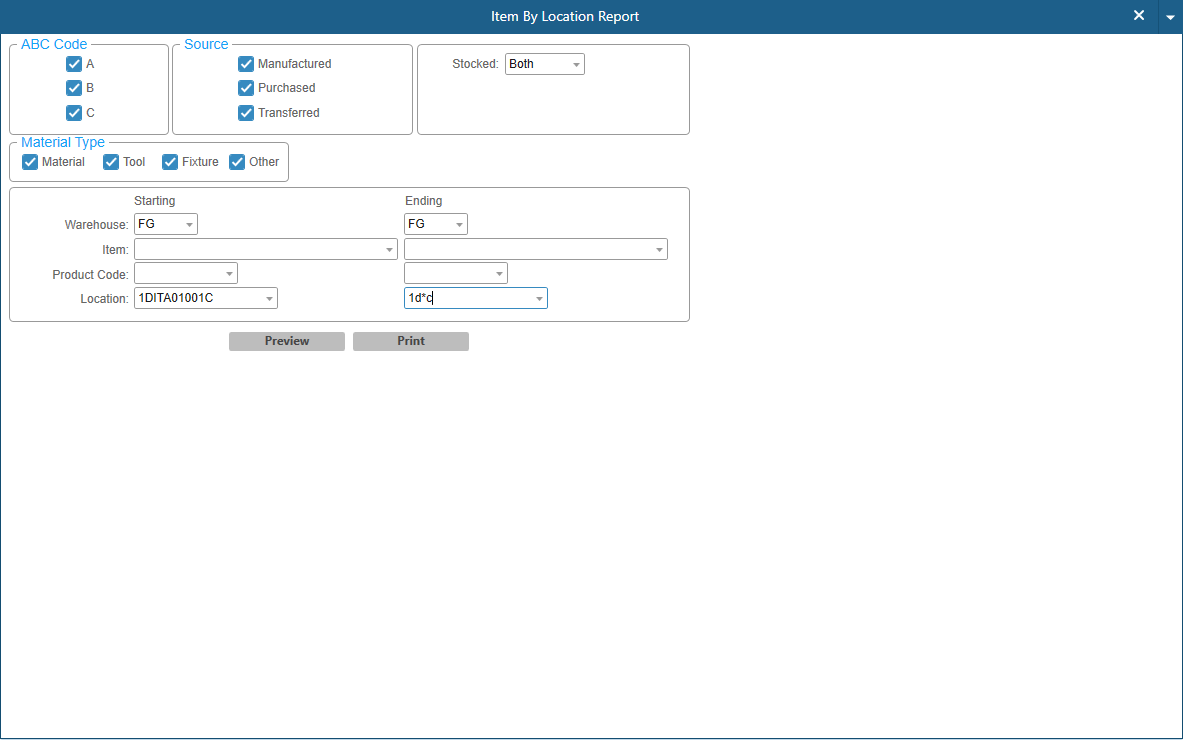 Item By Location Report
ABC Code
A
B
C
Source
Manufactured
Purchased
Transferred
Stocked: Both
Material Type
Material Tool Fixture Other
Starting Ending
Warehouse: FG FG
Item:
Product Code:
Location: 1DITA01001C 1d*c
Preview Print